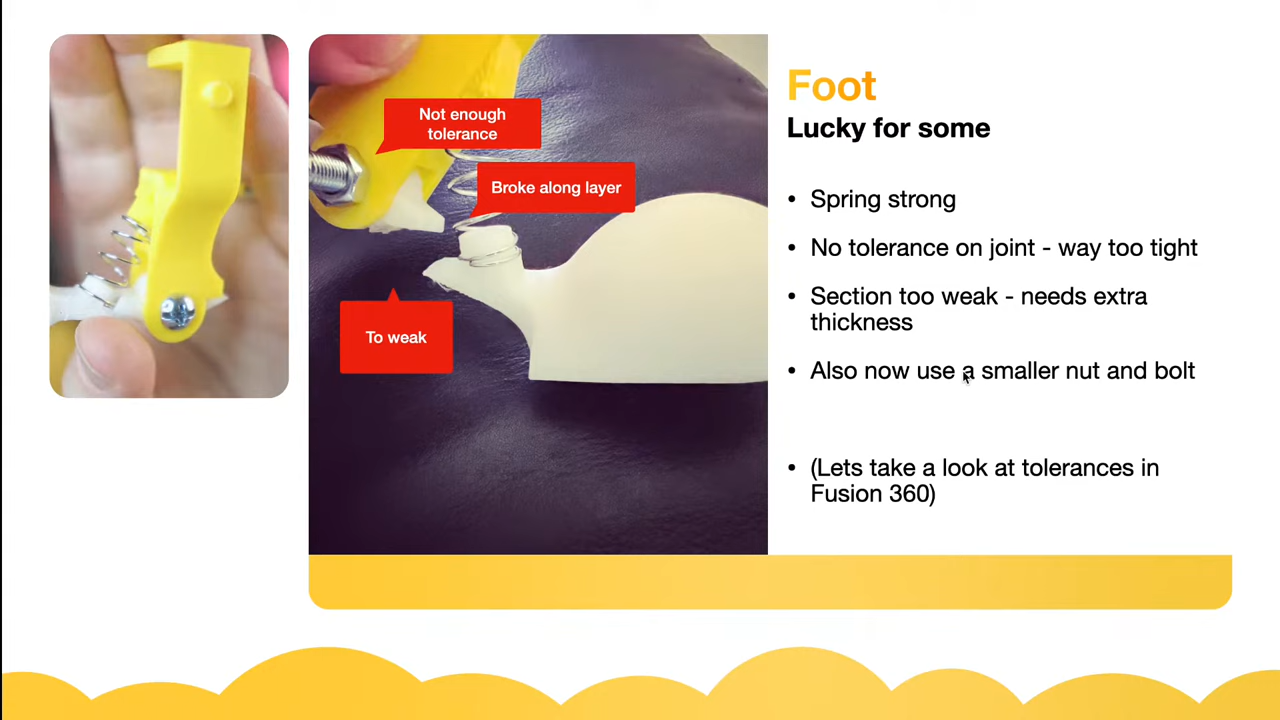 Not enough
tolerance
Broke along layer
To weak
Foot
Lucky for some
• Spring strong
• No tolerance on joint - way too tight
• Section too weak - needs extra
thickness
• Also now use a smaller nut and bolt
• (Lets take a look at tolerances in
Fusion 360)